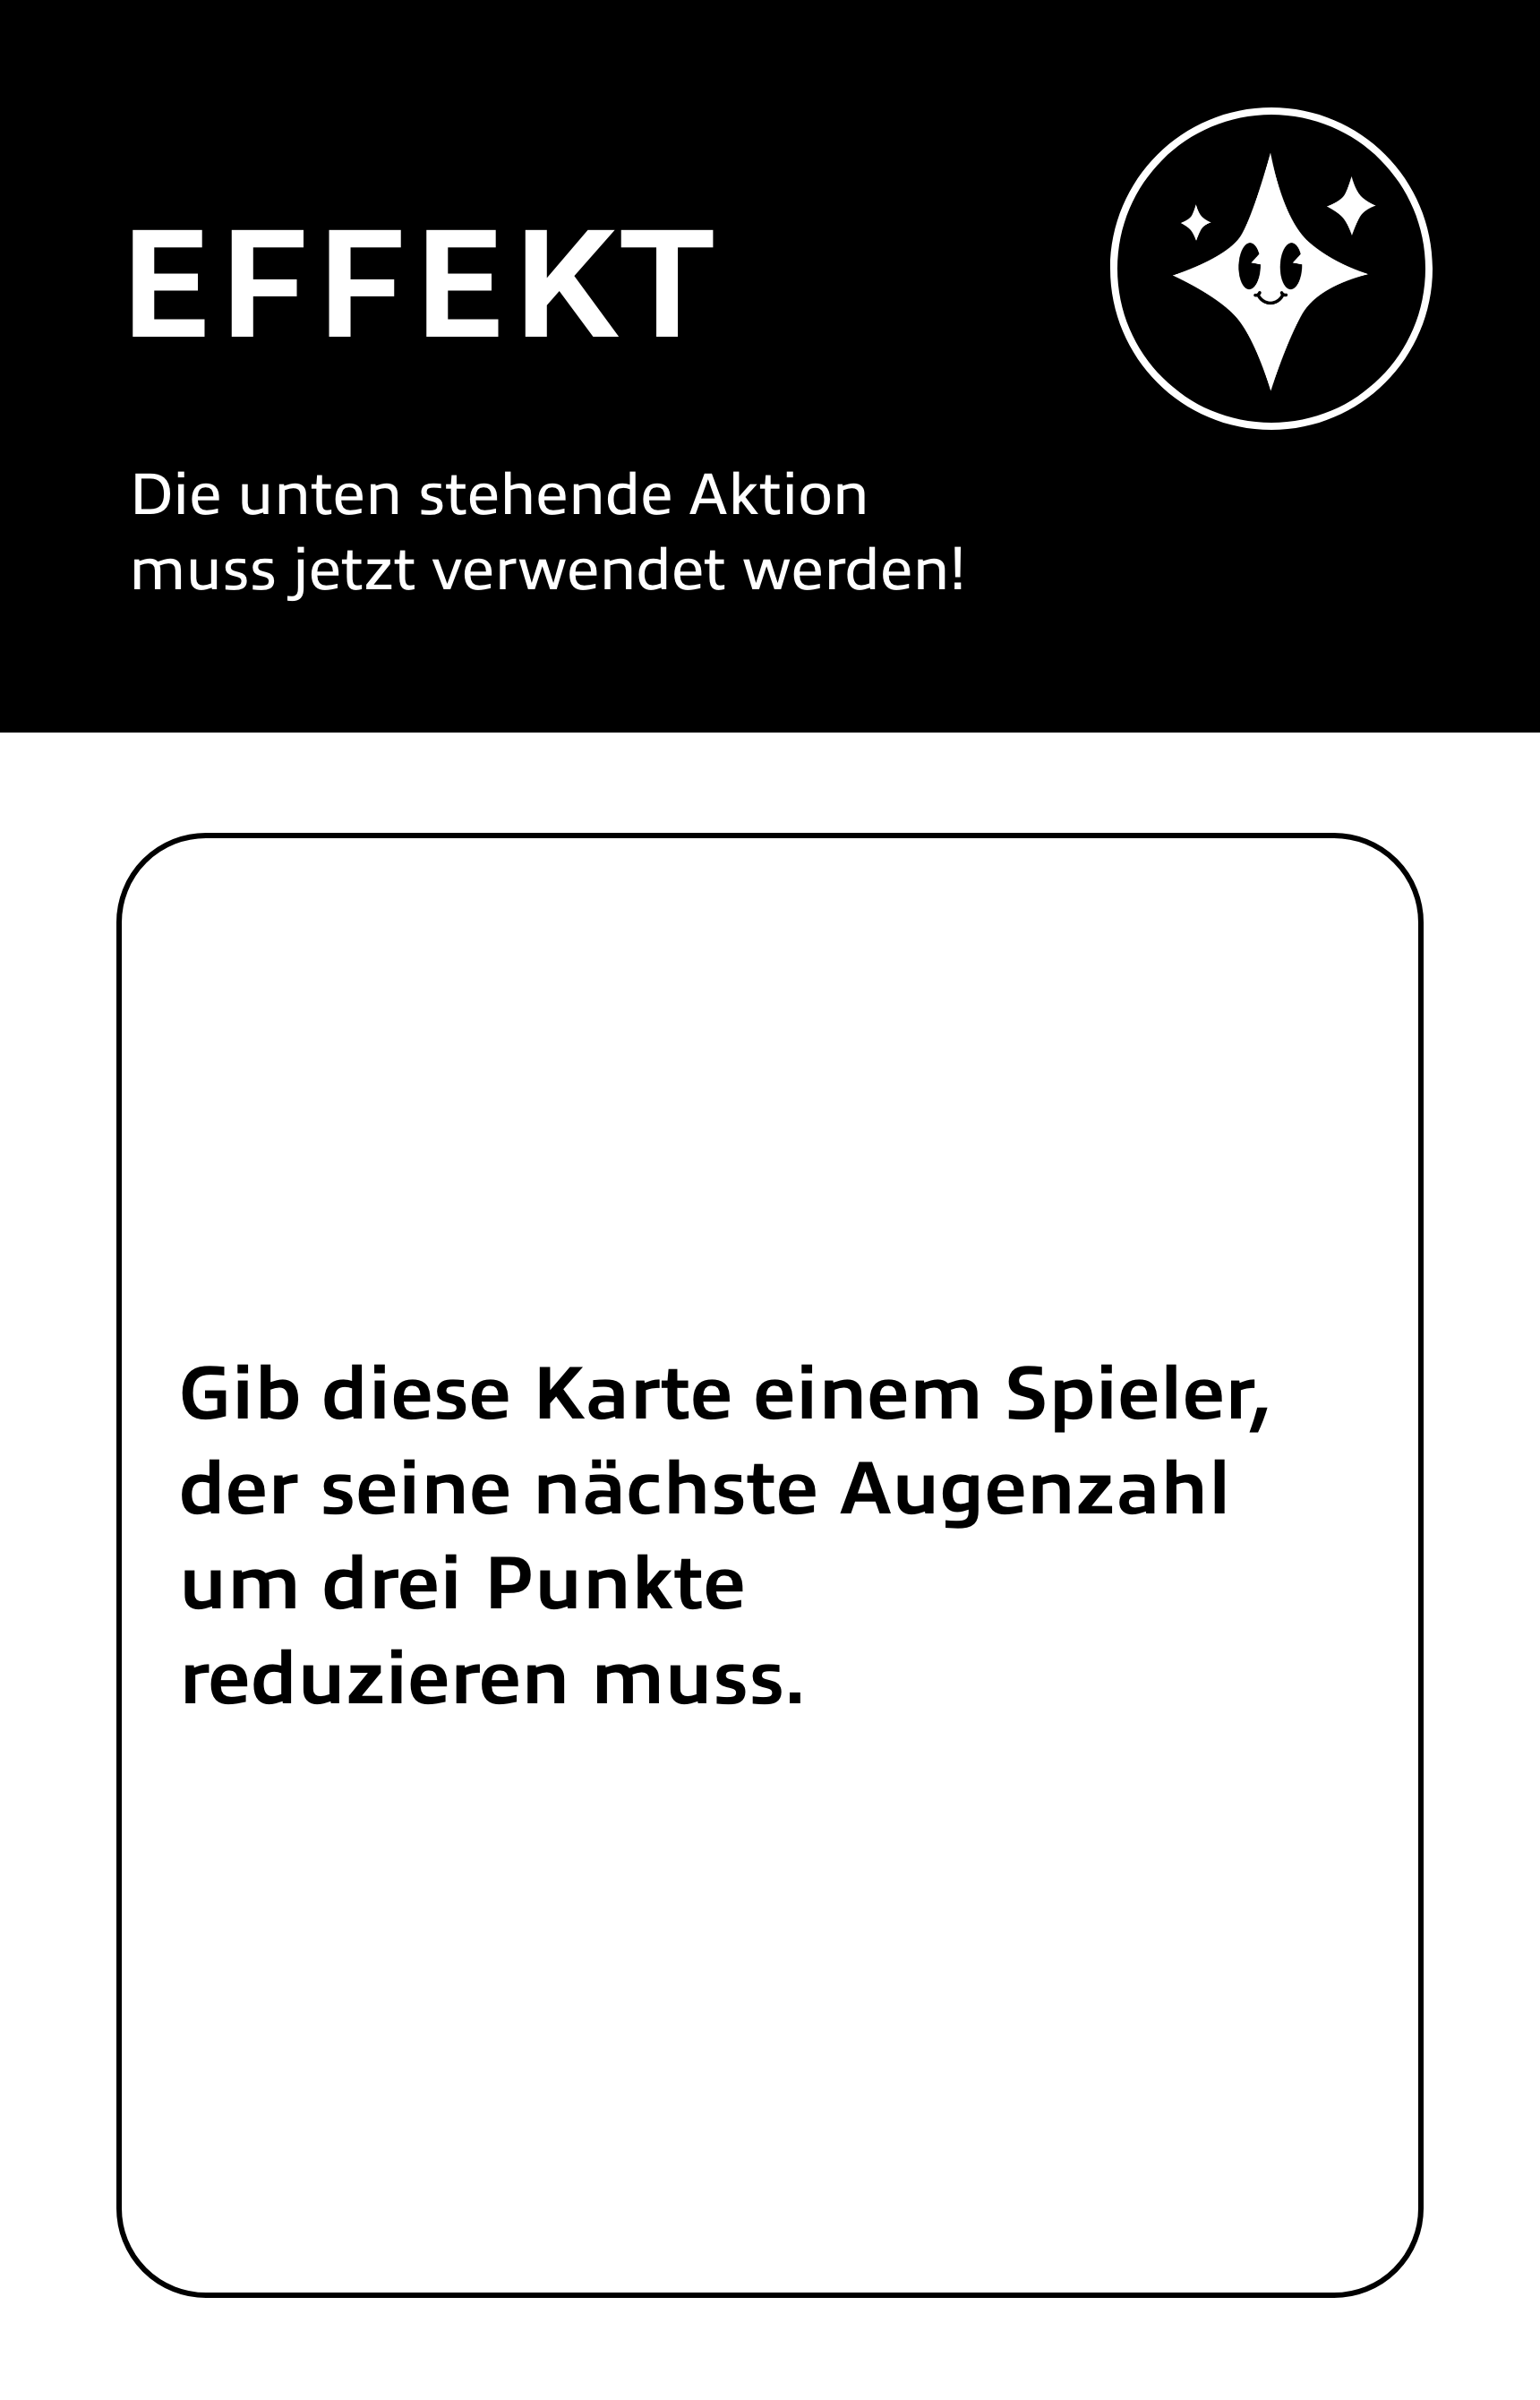 EFFEKT
Die unten stehende Aktion
muss jetzt verwendet werden!
Gib diese Karte einem Spieler,
der seine nächste Augenzahl
um drei Punkte
reduzieren muss.